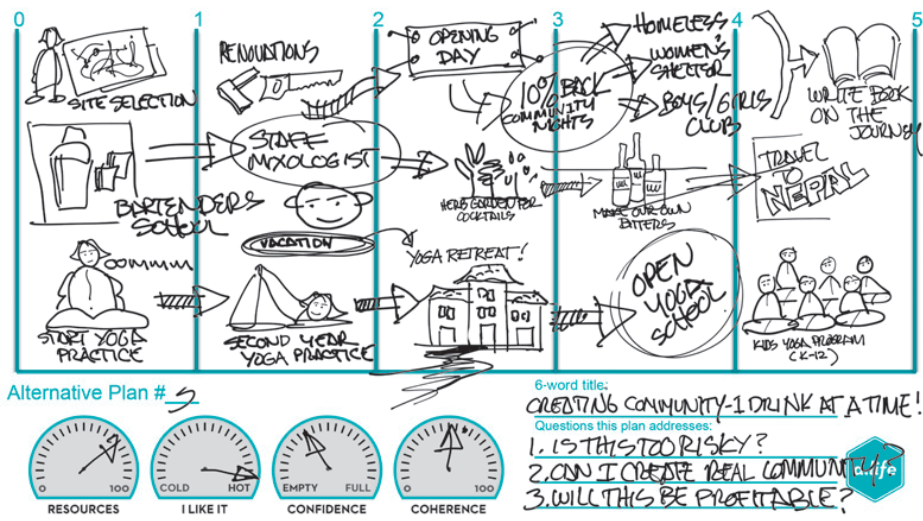 0 1 2 3 4 5
SITE SELECTION
RENOVATIONS
OPENING
DAY
10% BACK
COMMUNITY
NIGHTS
HOMELESS
WOMEN'S
SHELTER
BOYS/GIRLS
CLUB
WRITE BOOK
ON THE
JOURNEY
BARTENDERS
SCHOOL
STAFF
MIXOLOGIST
HERB GARDEN FOR
COCKTAILS
MAKE OUR OWN
BITTERS
TRAVEL
TO
NEPAL
VACATION
OOMMM
START YOGA
PRACTICE
SECOND YEAR
YOGA PRACTICE
YOGA RETREAT!
OPEN
YOGA
SCHOOL
KIDS YOGA PROGRAM
(K-12)
Alternative Plan #
0 100
RESOURCES
COLD HOT
I LIKE IT
EMPTY FULL
CONFIDENCE
0 100
COHERENCE
6-word title:
CREATING COMMUNITY-1 DRINK AT A TIME!
Questions this plan addresses:
1. IS THIS TOO RISKY?
2. CAN I CREATE REAL COMMUNITY?
3. WILL THIS BE PROFITABLE?
d.life